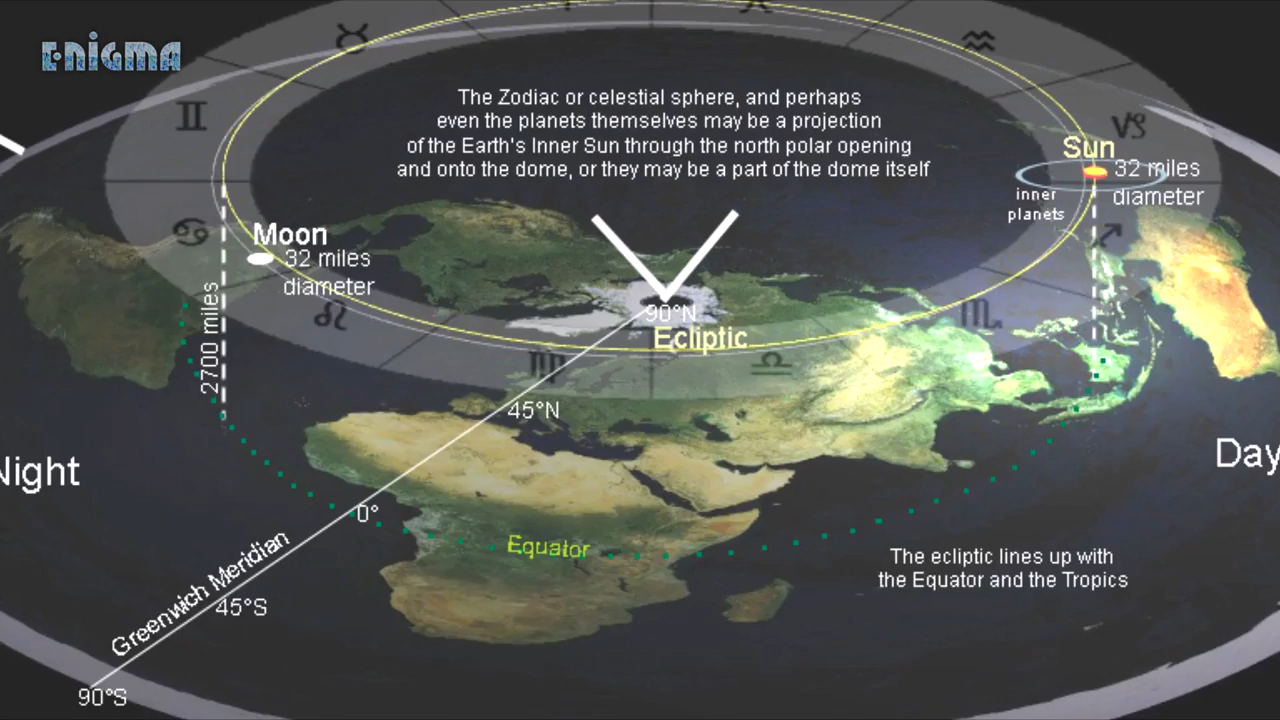 ENIGMA
The Zodiac or celestial sphere, and perhaps
even the planets themselves may be a projection
of the Earth's Inner Sun through the north polar opening
and onto the dome, or they may be a part of the dome itself
Sun
32 miles
diameter
inner
planets
Moon
32 miles
diameter
2700 miles
90°N
Ecliptic
45°N
Night
Day
0°
Equator
Greenwich Meridian
The ecliptic lines up with
the Equator and the Tropics
45°S
90°S